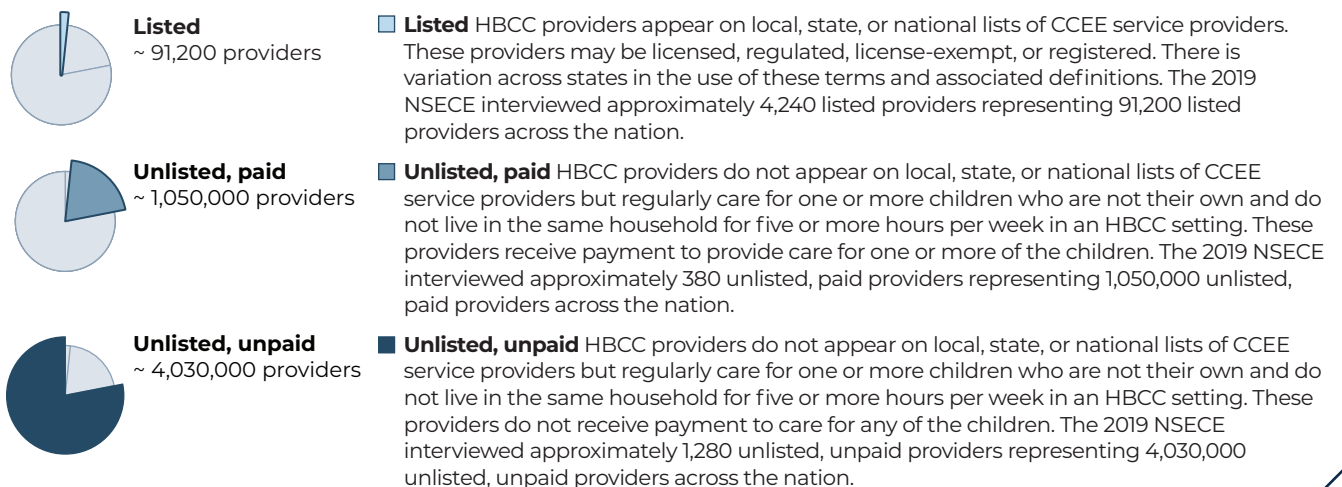 Listed
~ 91,200 providers
Listed HBCC providers appear on local, state, or national lists of CCEE service providers.
These providers may be licensed, regulated, license-exempt, or registered. There is
variation across states in the use of these terms and associated definitions. The 2019
NSECE interviewed approximately 4,240 listed providers representing 91,200 listed
providers across the nation.
Unlisted, paid
~ 1,050,000 providers
Unlisted, paid HBCC providers do not appear on local, state, or national lists of CCEE
service providers but regularly care for one or more children who are not their own and do
not live in the same household for five or more hours per week in an HBCC setting. These
providers receive payment to provide care for one or more of the children. The 2019 NSECE
interviewed approximately 380 unlisted, paid providers representing 1,050,000 unlisted,
paid providers across the nation.
Unlisted, unpaid
~ 4,030,000 providers
Unlisted, unpaid HBCC providers do not appear on local, state, or national lists of CCEE
service providers but regularly care for one or more children who are not their own and do
not live in the same household for five or more hours per week in an HBCC setting. These
providers do not receive payment to care for any of the children. The 2019 NSECE
interviewed approximately 1,280 unlisted, unpaid providers representing 4,030,000
unlisted, unpaid providers across the nation.